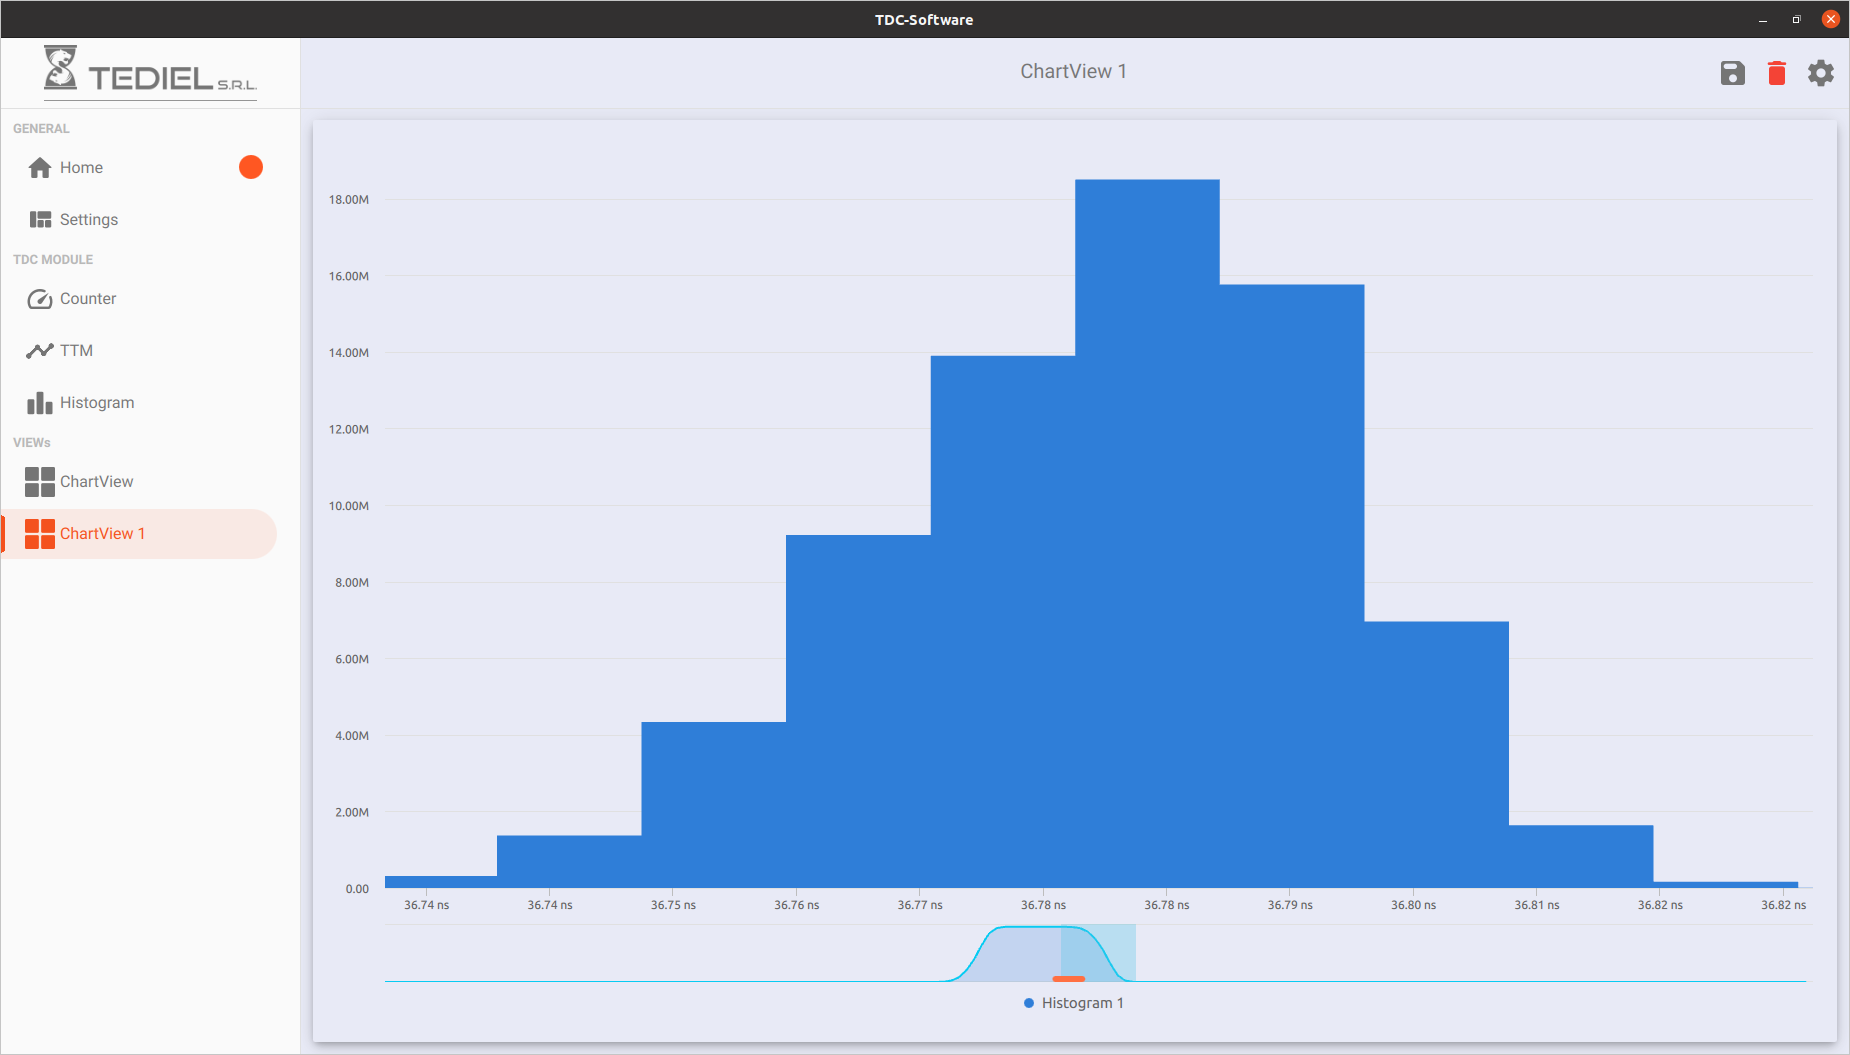 TDC-Software
TEDIEL S.R.L.
ChartView 1
GENERAL
Home
Settings
TDC MODULE
Counter
TTM
Histogram
VIEWs
ChartView
ChartView 1
18.00M
16.00M
14.00M
12.00M
10.00M
8.00M
6.00M
4.00M
2.00M
0.00
36.74 ns 36.74 ns 36.75 ns 36.76 ns 36.77 ns 36.78 ns 36.78 ns 36.79 ns 36.80 ns 36.81 ns 36.82 ns 36.82 ns
Histogram 1